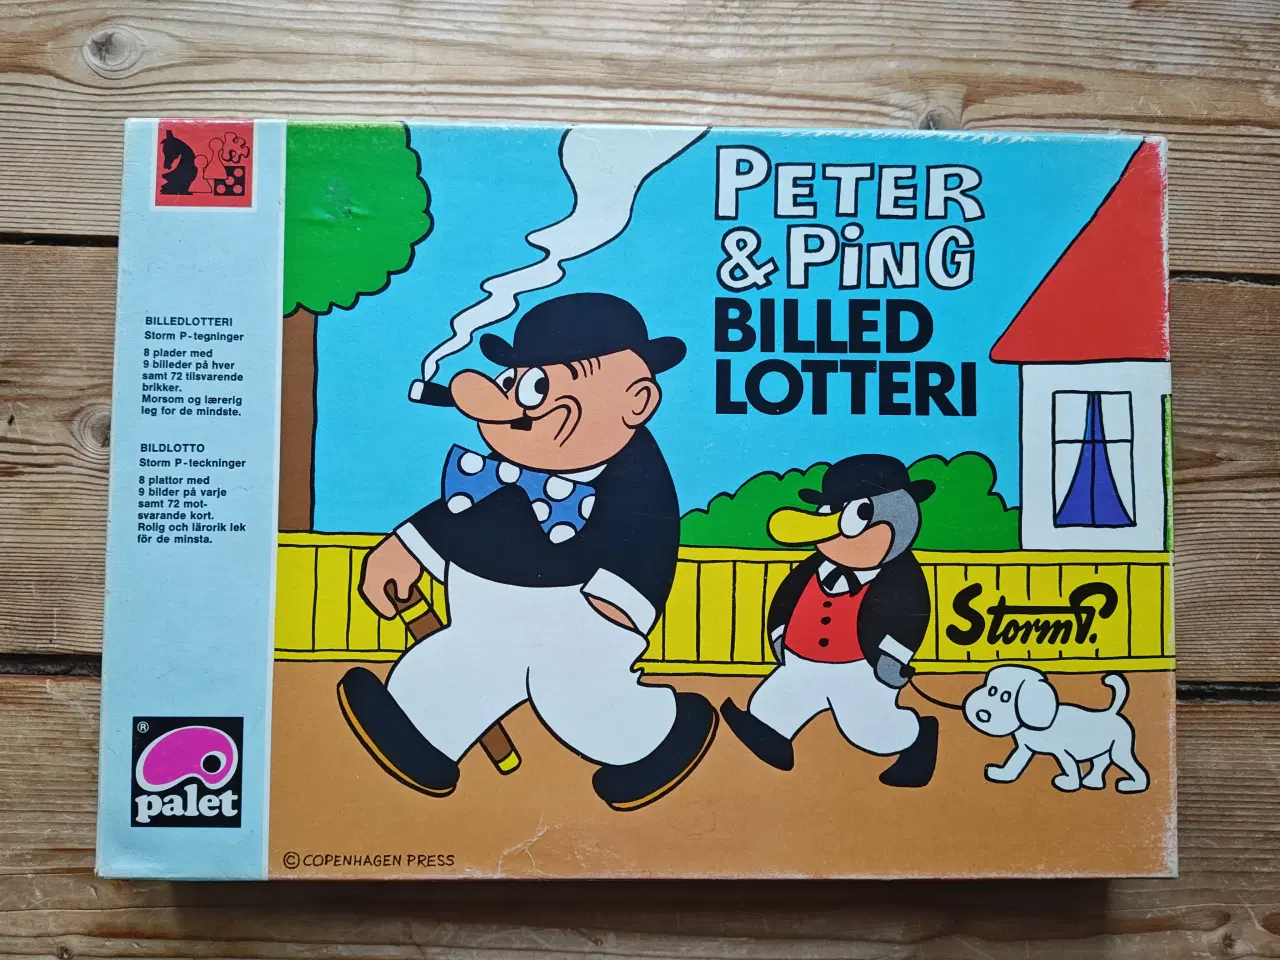 PETER
& PiNG
BILLED
LOTTERI
BILLEDLOTTERI
Storm P-tegninger
8 plader med
9 billeder på hver
samt 72 tilsvarende
brikker.
Morsom og lærerig
leg for de mindste.
BILDLOTTO
Storm P-teckninger
8 plattor med
9 bilder på varje
samt 72 mot-
svarande kort.
Rolig och lärorik lek
för de minsta.
Storm P.
®
palet
© COPENHAGEN PRESS